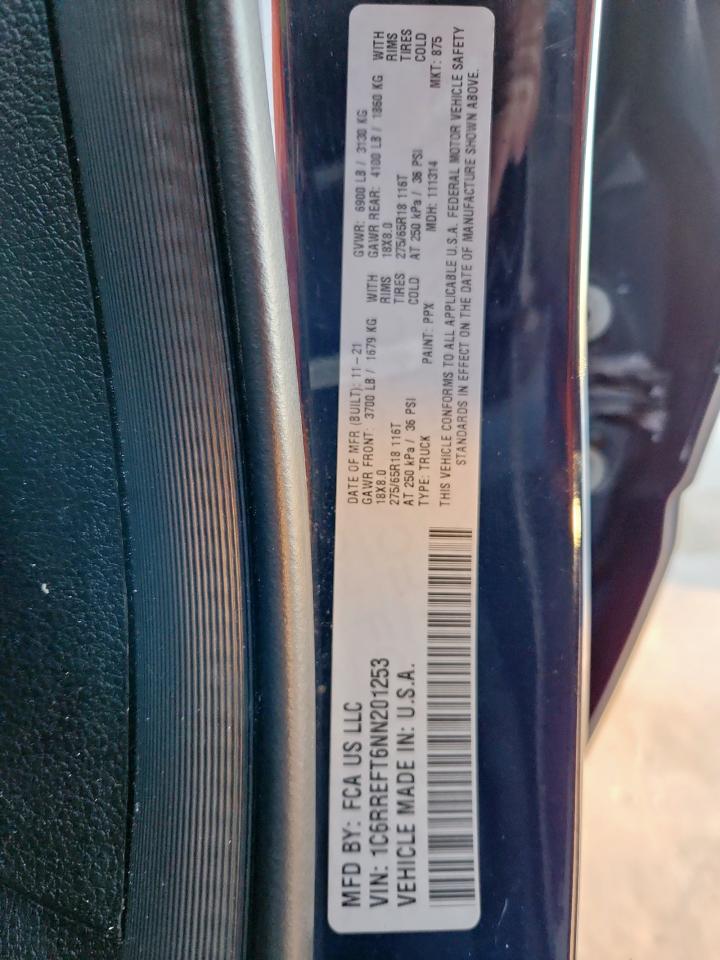 MFD BY: FCA US LLC
VIN: 1C6RREFT6NN201253
VEHICLE MADE IN: U.S.A.
DATE OF MFR (BUILT): 11-21 GVWR: 6900 LB / 3130 KG
GAWR FRONT: 3700 LB / 1679 KG WITH GAWR REAR: 4100 LB / 1860 KG WITH
18X8.0 RIMS 18X8.0 RIMS
275/65R18 116T TIRES 275/65R18 116T TIRES
AT 250 kPa / 36 PSI COLD AT 250 kPa / 36 PSI COLD
TYPE: TRUCK PAINT: PPX MDH: 111314 MKT: 875
THIS VEHICLE CONFORMS TO ALL APPLICABLE U.S.A. FEDERAL MOTOR VEHICLE SAFETY
STANDARDS IN EFFECT ON THE DATE OF MANUFACTURE SHOWN ABOVE.